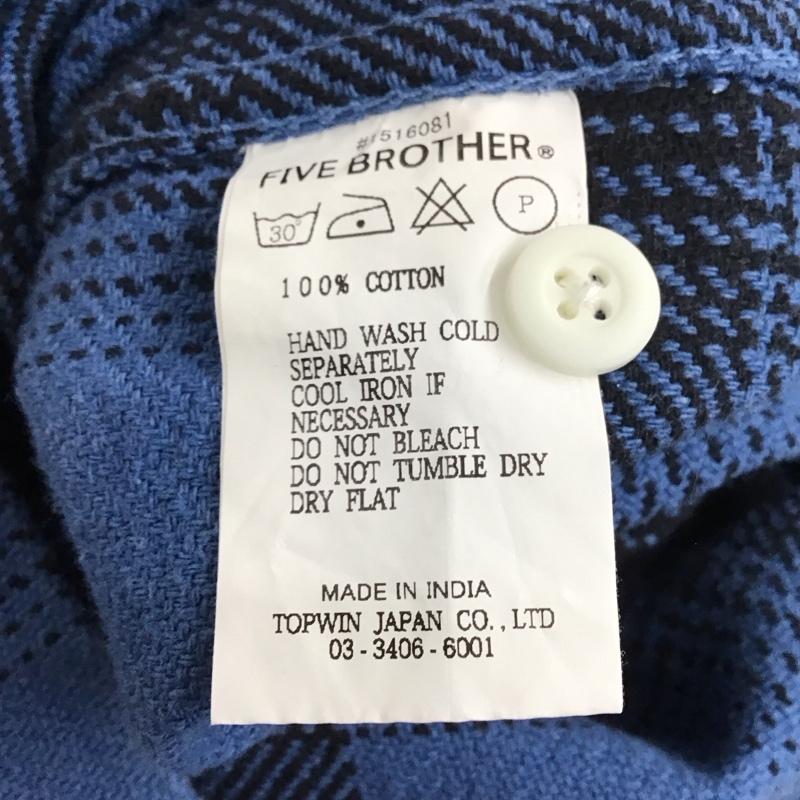 #1516081
FIVE BROTHER®
30° P
100% COTTON
HAND WASH COLD
SEPARATELY
COOL IRON IF
NECESSARY
DO NOT BLEACH
DO NOT TUMBLE DRY
DRY FLAT
MADE IN INDIA
TOPWIN JAPAN CO.,LTD
03-3406-6001